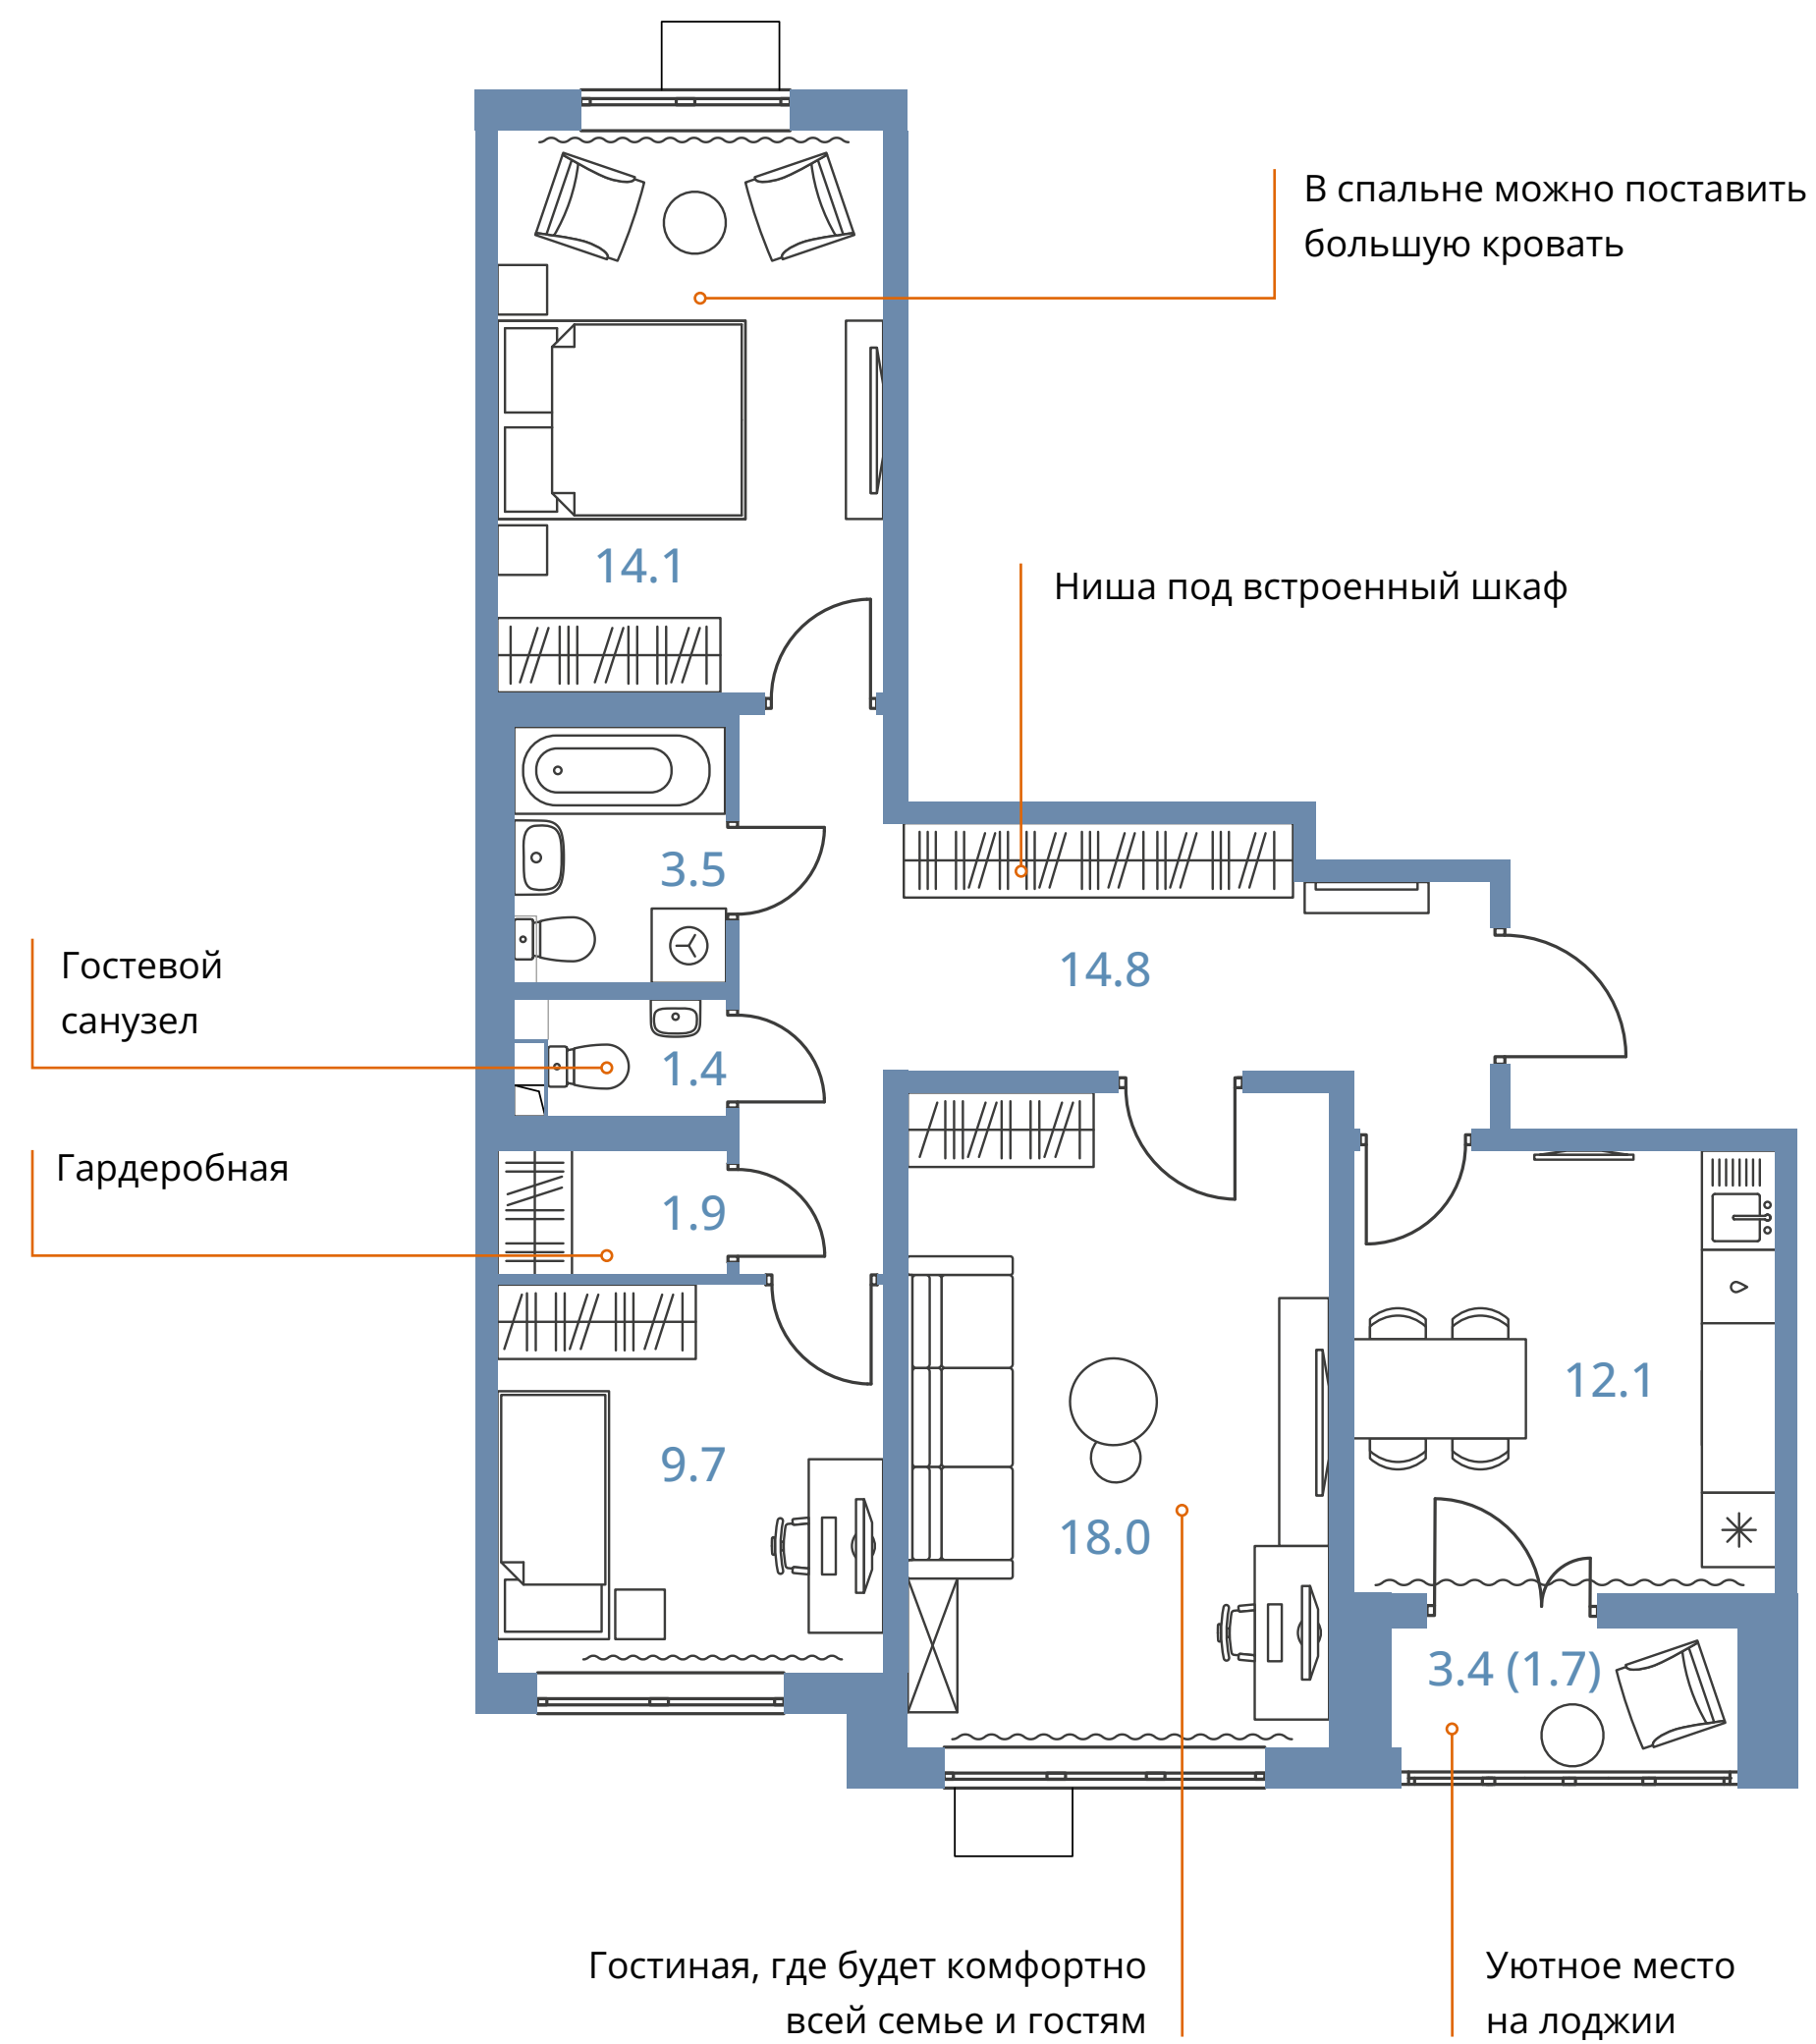 В спальне можно поставить
большую кровать
14.1
Ниша под встроенный шкаф
3.5
Гостевой
санузел
14.8
1.4
Гардеробная
1.9
12.1
9.7
18.0
3.4 (1.7)
Гостиная, где будет комфортно
всей семье и гостям
Уютное место
на лоджии